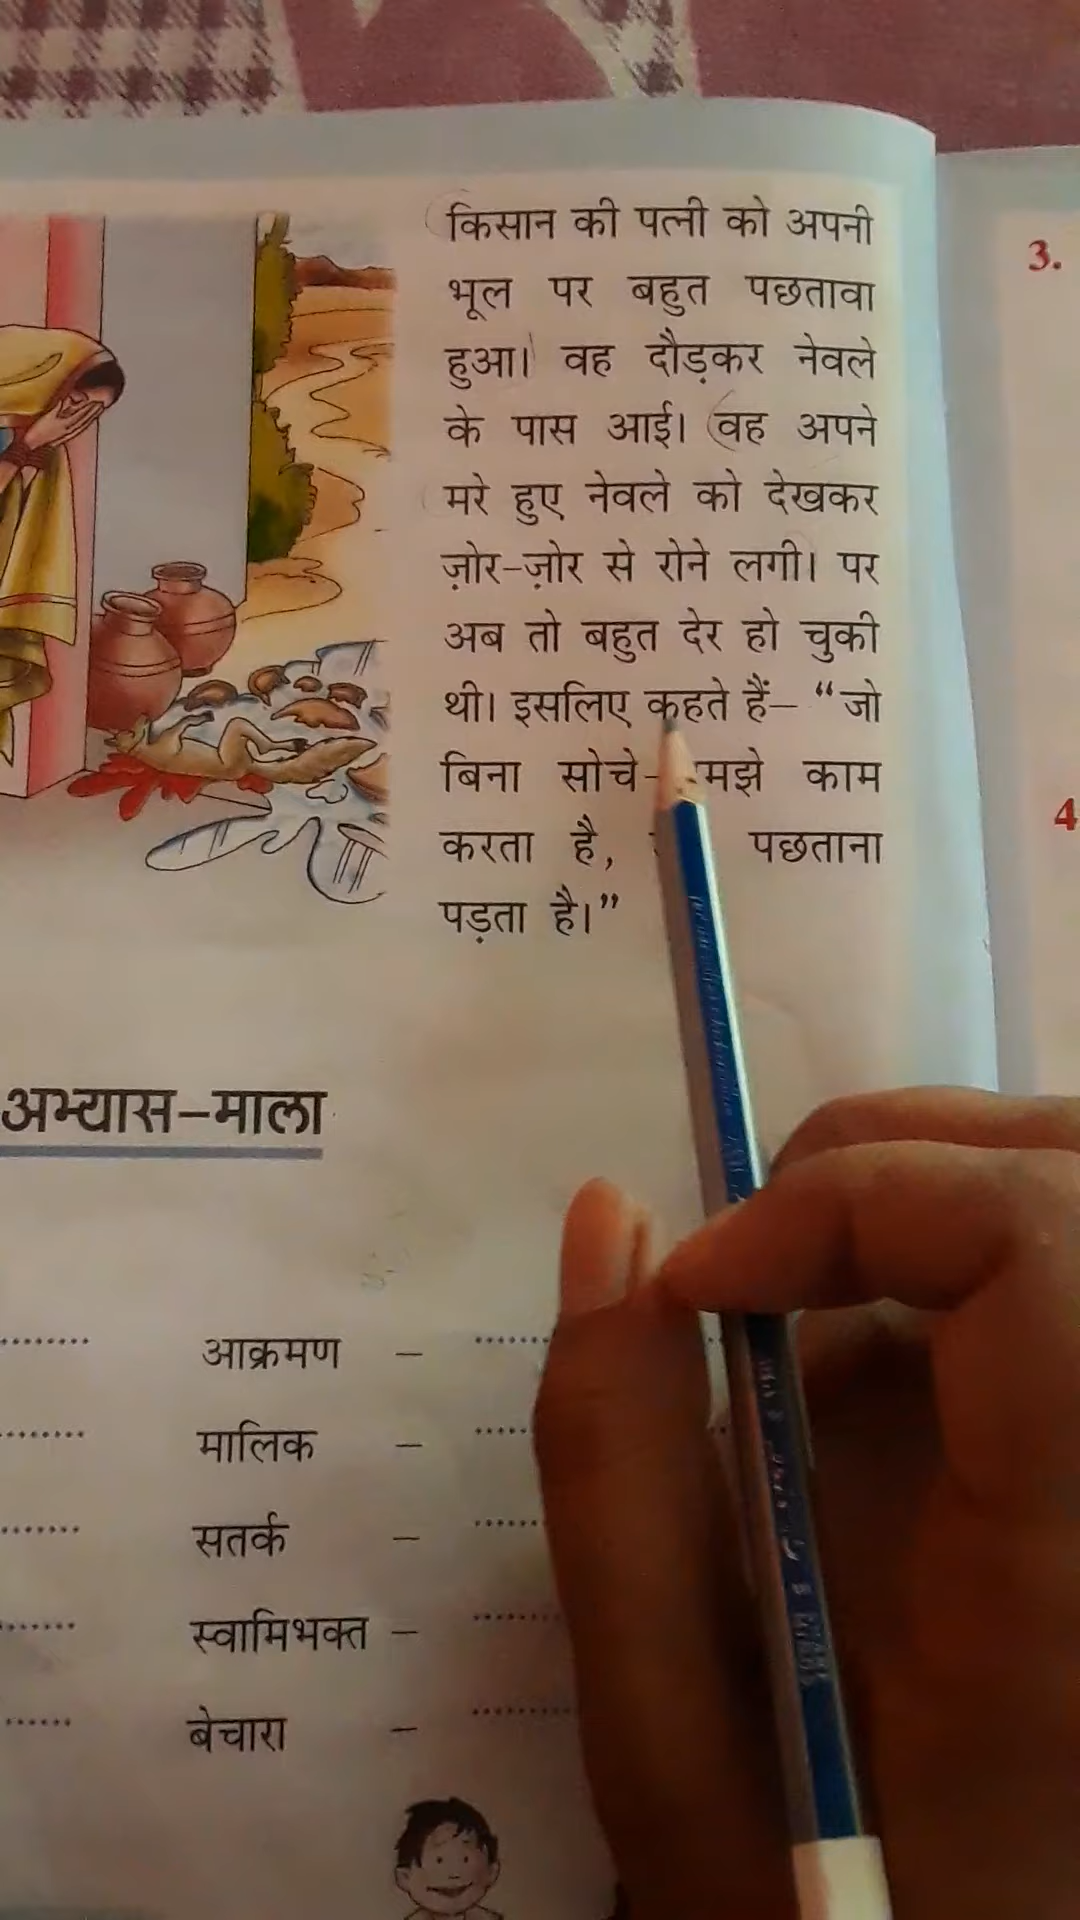 किसान की पत्नी को अपनी
भूल पर बहुत पछतावा
हुआ। वह दौड़कर नेवले
के पास आई। वह अपने
मरे हुए नेवले को देखकर
ज़ोर-ज़ोर से रोने लगी। पर
अब तो बहुत देर हो चुकी
थी। इसलिए कहते हैं– “जो
बिना सोचे- मझे काम
करता है, पछताना
पड़ता है।”
3.
4
अभ्यास-माला
........ आक्रमण – ........
........ मालिक – ........
........ सतर्क – ........
........ स्वामिभक्त – ........
........ बेचारा – ........